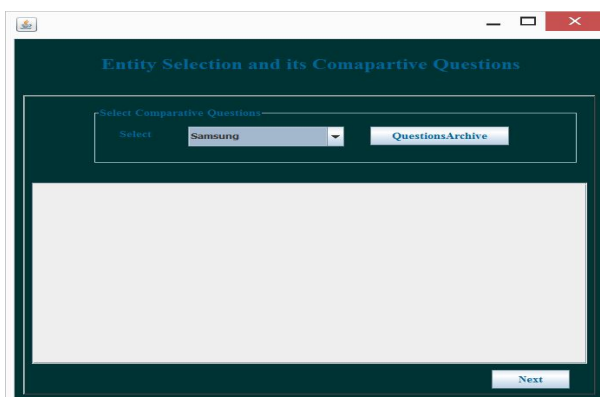 Entity Selection and its Comapartive Questions
Select Comparative Questions
Select Samsung QuestionsArchive
Next